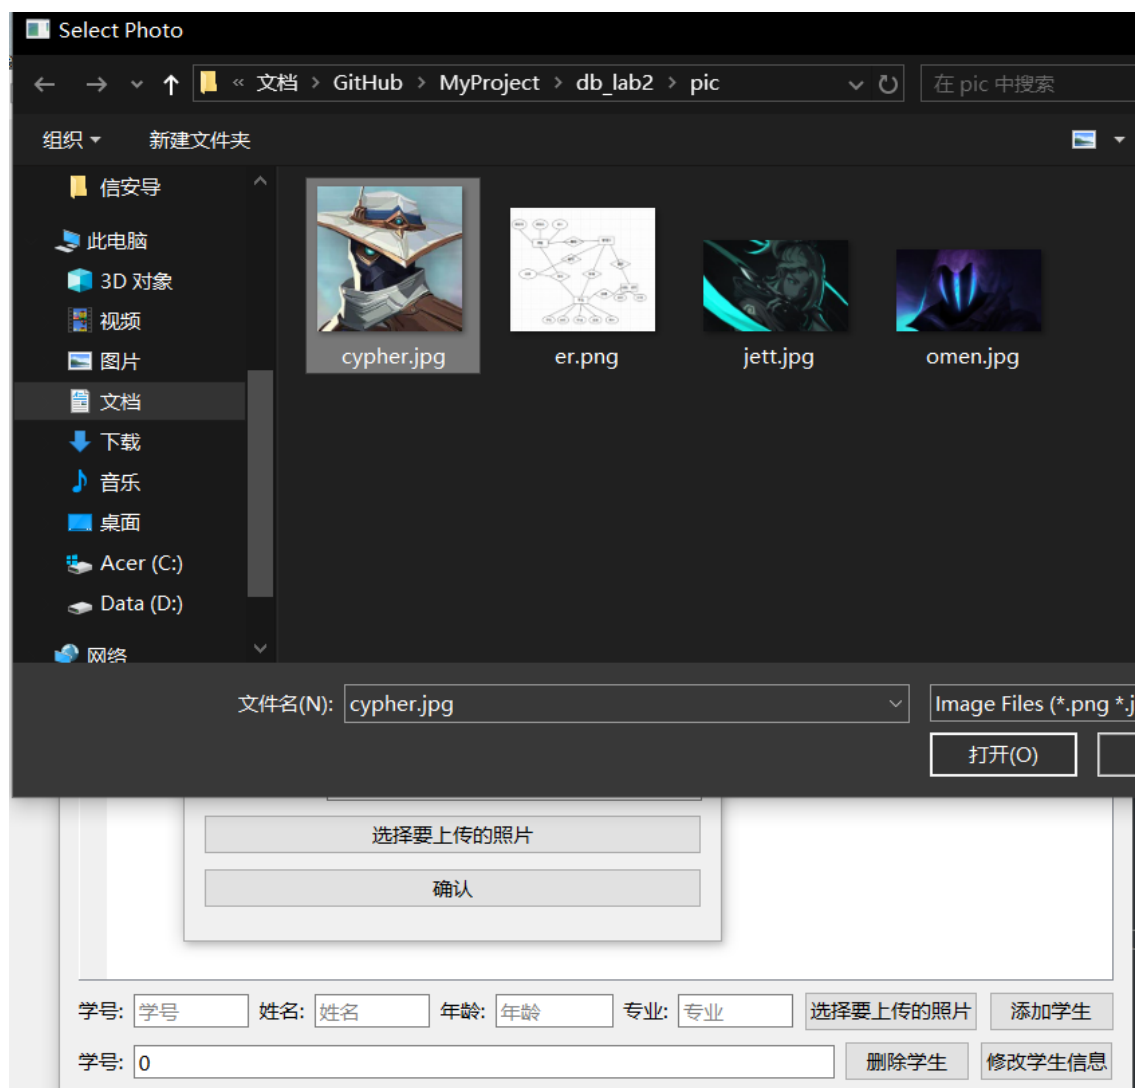 Select Photo
« 文档 > GitHub > MyProject > db_lab2 > pic
在 pic 中搜索
组织
新建文件夹
信安导
此电脑
3D 对象
视频
图片
文档
下载
音乐
桌面
Acer (C:)
Data (D:)
网络
cypher.jpg
er.png
jett.jpg
omen.jpg
文件名(N):
cypher.jpg
Image Files (*.png *.j
打开(O)
选择要上传的照片
确认
学号: 学号 姓名: 姓名 年龄: 年龄 专业: 专业 选择要上传的照片 添加学生
学号: 0 删除学生 修改学生信息